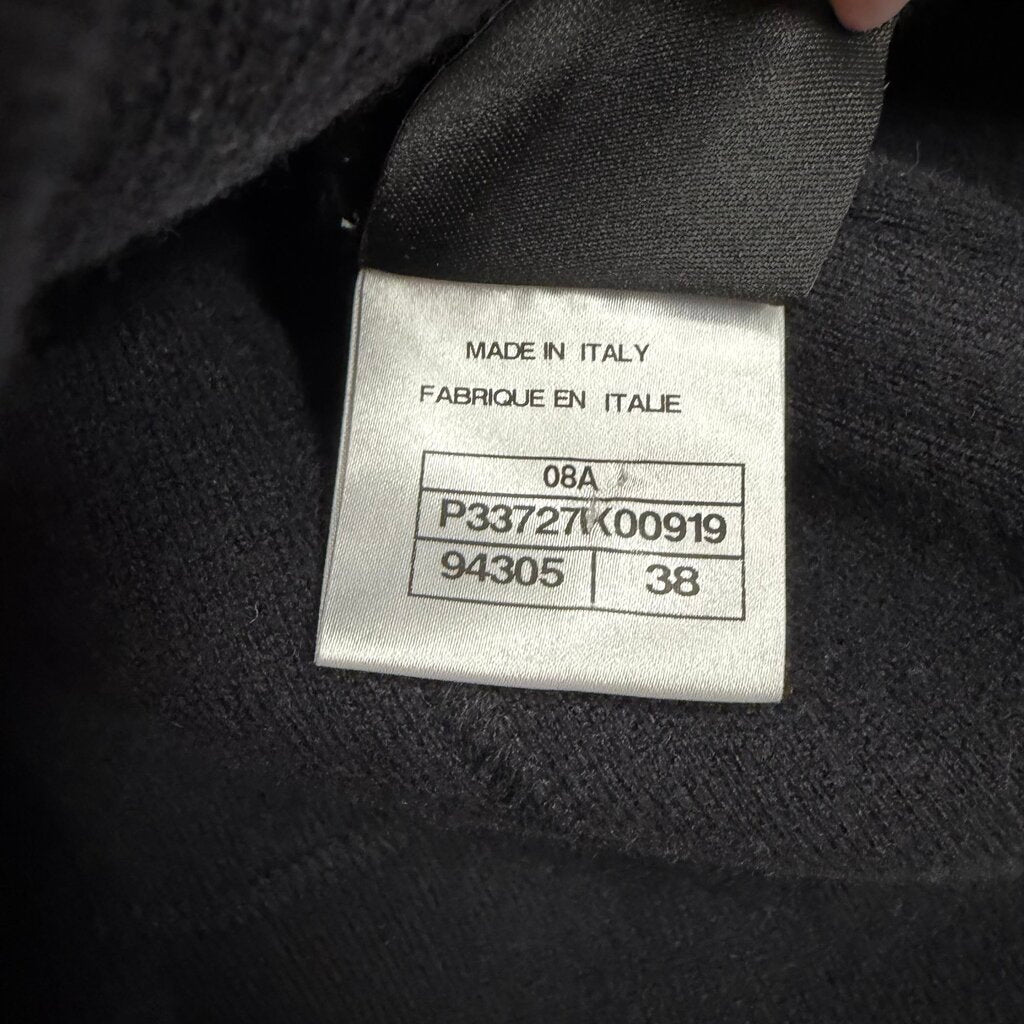 MADE IN ITALY
FABRIQUE EN ITALIE
08A
P33727K00919
94305 38